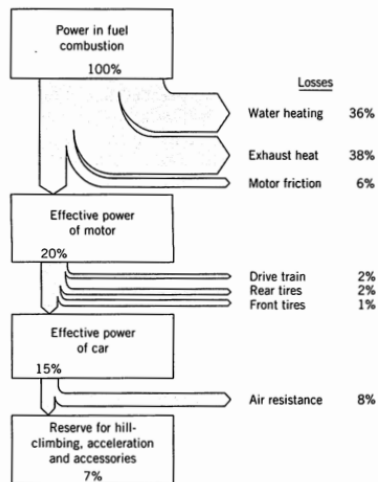 Power in fuel
combustion
100%
Losses
Water heating 36%
Exhaust heat 38%
Motor friction 6%
Effective power
of motor
20%
Drive train 2%
Rear tires 2%
Front tires 1%
Effective power
of car
15%
Air resistance 8%
Reserve for hill-
climbing, acceleration
and accessories
7%